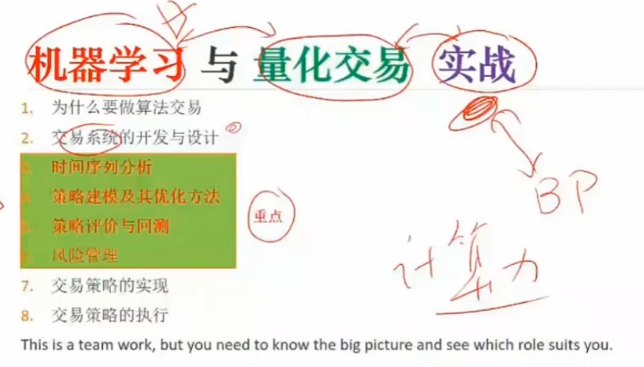 机器学习 与 量化交易 实战
1. 为什么要做算法交易
2. 交易系统的开发与设计
3. 时间序列分析
4. 策略建模及其优化方法
5. 策略评价与回测
6. 风险管理
重点
7. 交易策略的实现
8. 交易策略的执行
BP
计算力
This is a team work, but you need to know the big picture and see which role suits you.